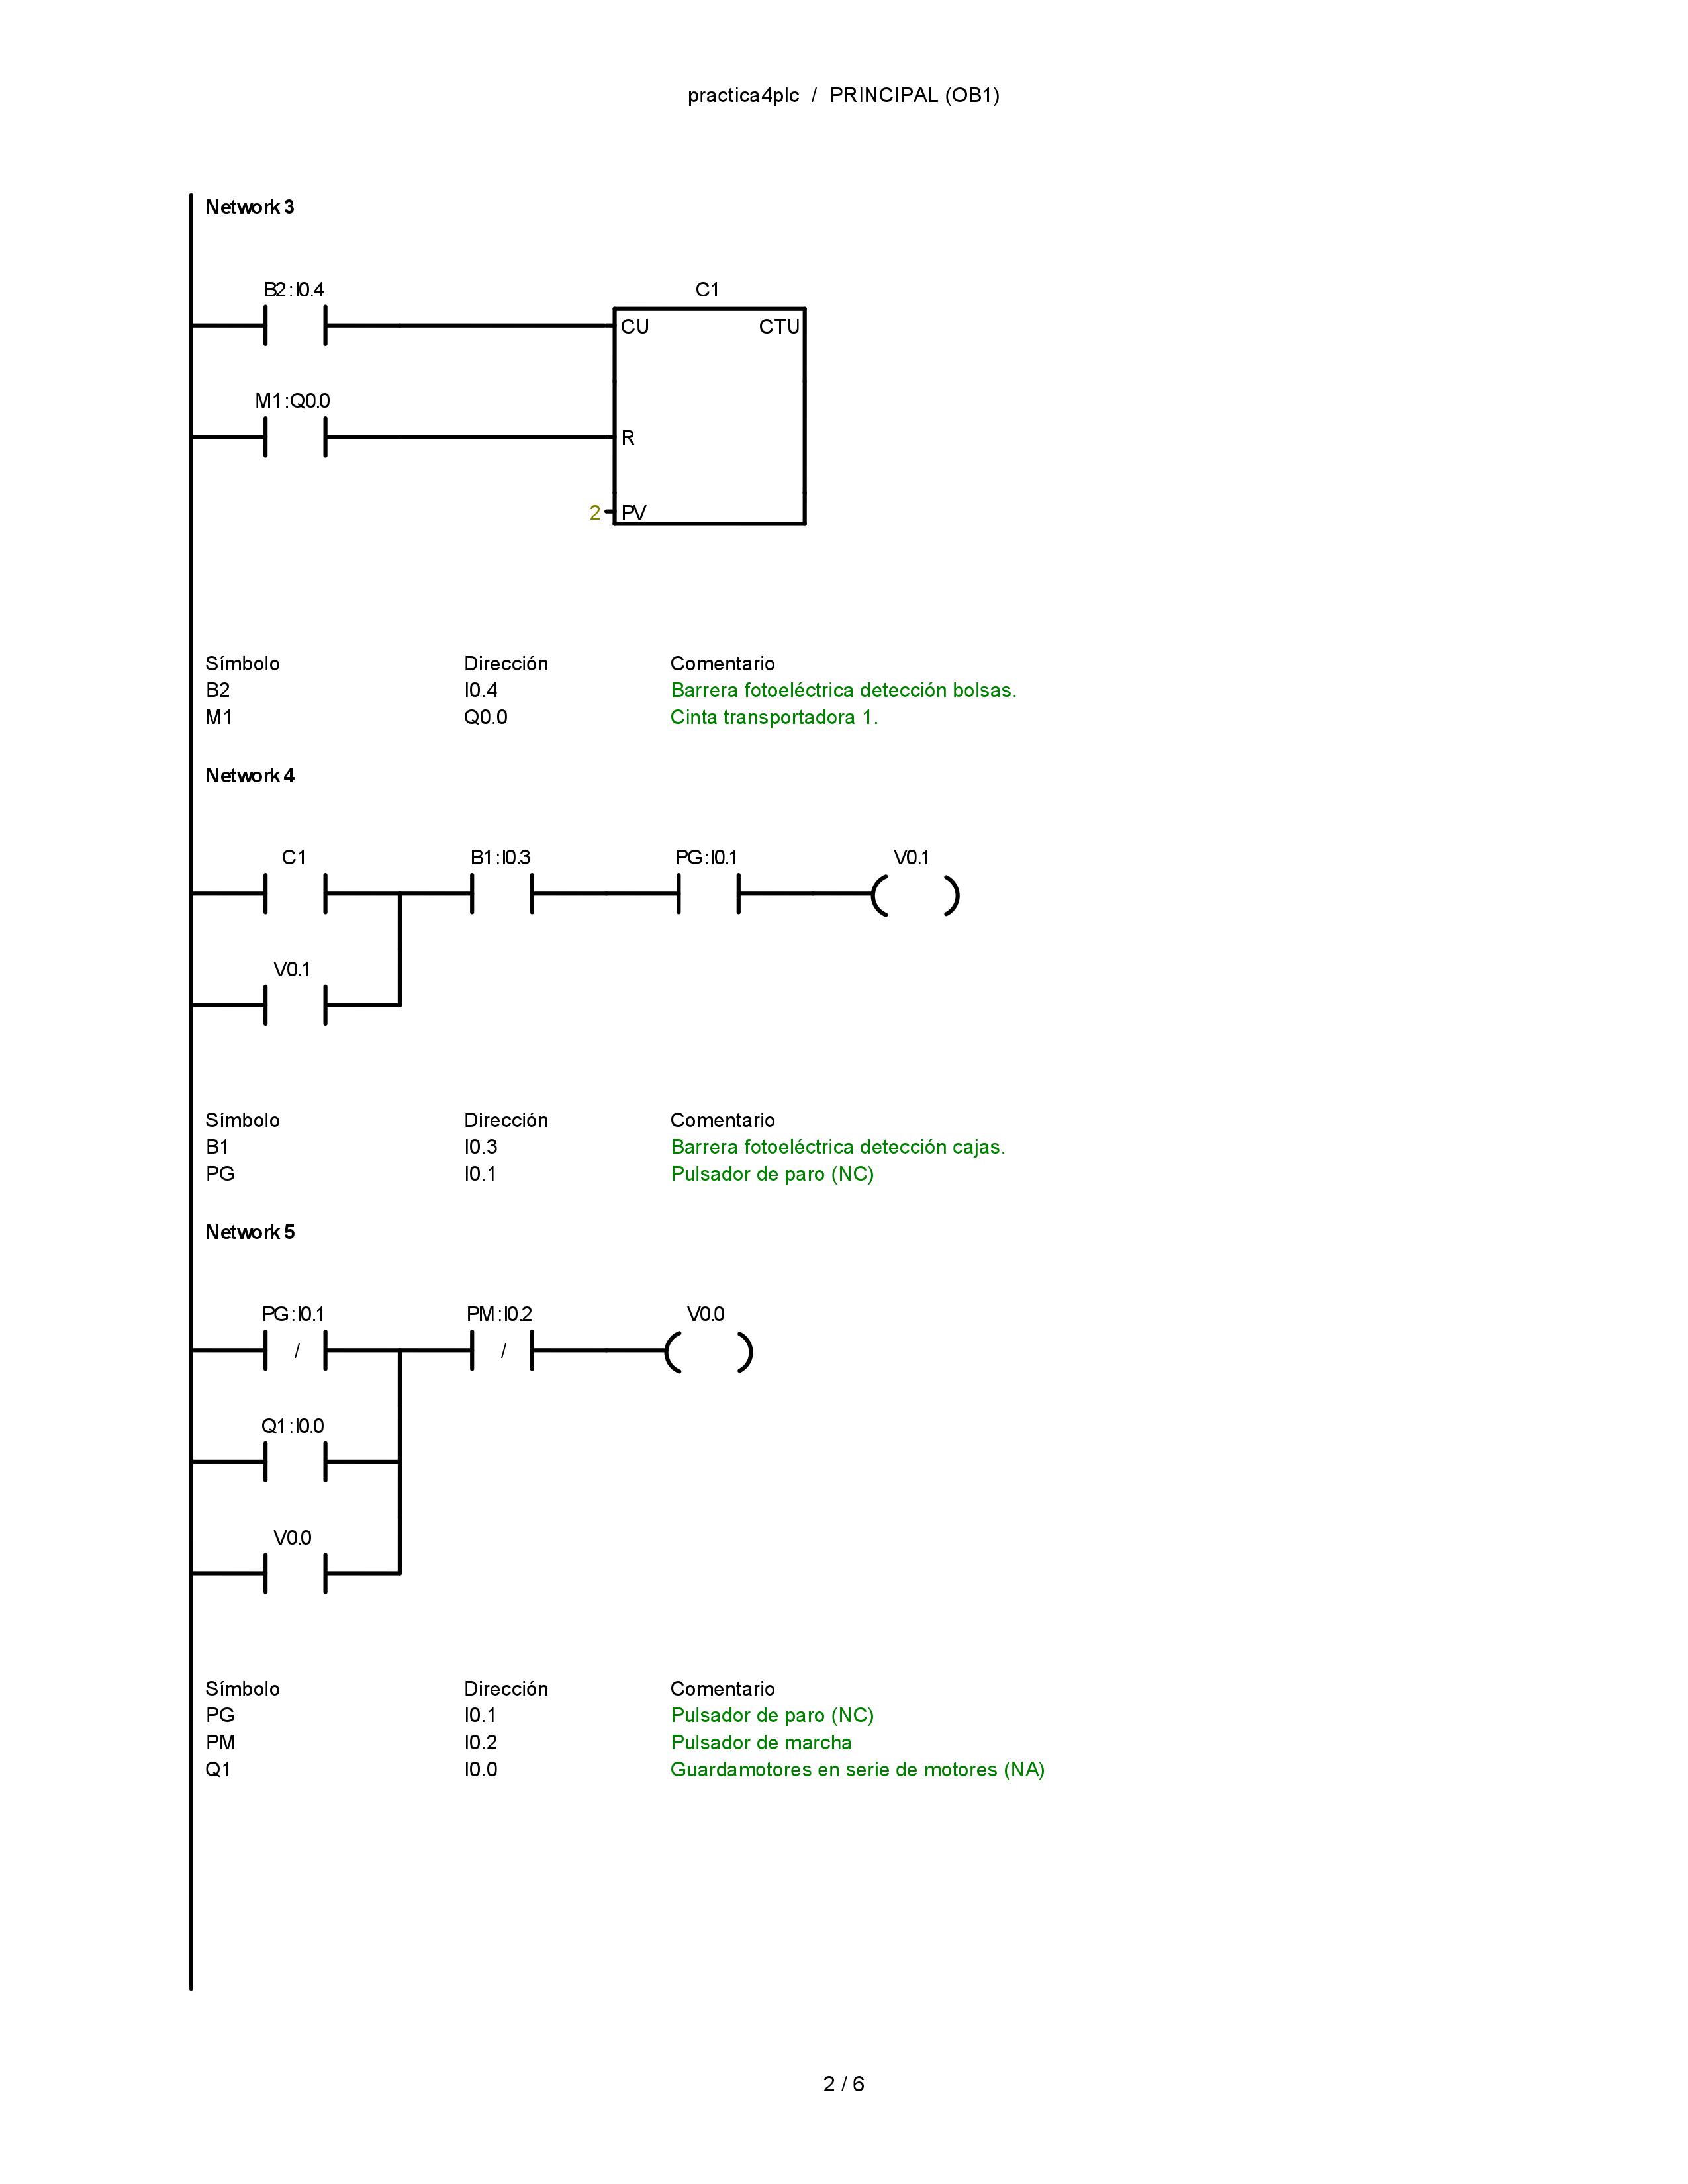 practica4plc / PRINCIPAL (OB1)
Network 3
B2:I0.4
C1
CU CTU
M1:Q0.0
R
2 PV
Símbolo Dirección Comentario
B2 I0.4 Barrera fotoeléctrica detección bolsas.
M1 Q0.0 Cinta transportadora 1.
Network 4
C1 B1:I0.3 PG:I0.1 V0.1
V0.1
Símbolo Dirección Comentario
B1 I0.3 Barrera fotoeléctrica detección cajas.
PG I0.1 Pulsador de paro (NC)
Network 5
PG:I0.1 PM:I0.2 V0.0
/ /
Q1:I0.0
V0.0
Símbolo Dirección Comentario
PG I0.1 Pulsador de paro (NC)
PM I0.2 Pulsador de marcha
Q1 I0.0 Guardamotores en serie de motores (NA)
2 / 6